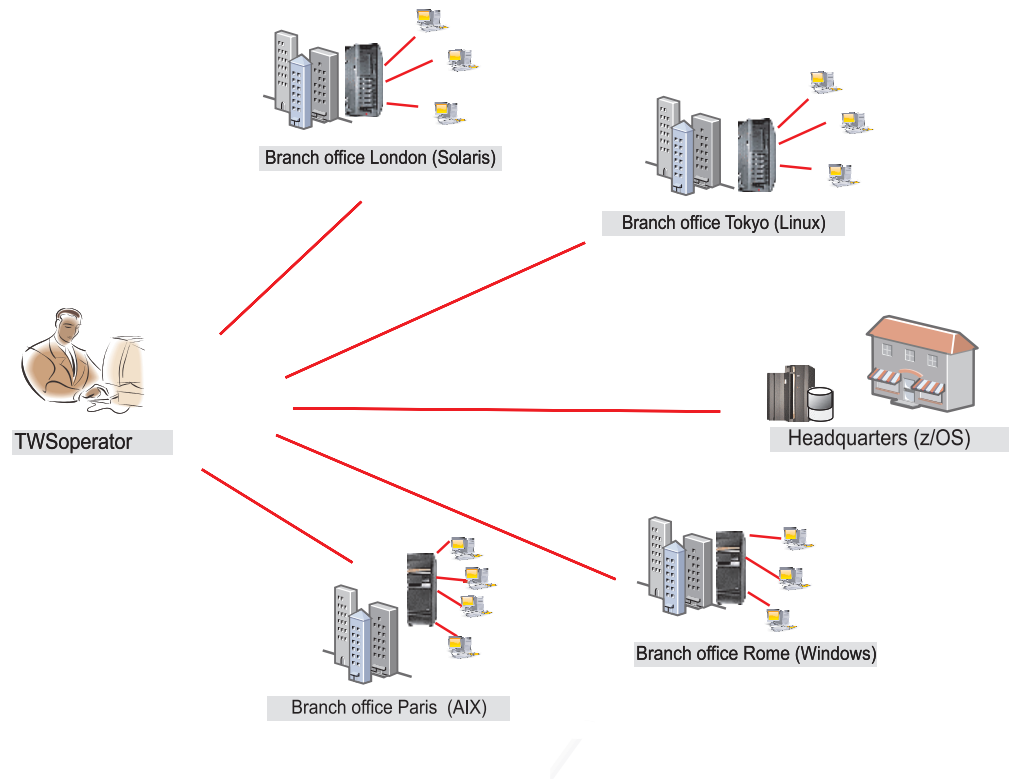 Branch office London (Solaris)
Branch office Tokyo (Linux)
TWSoperator
Headquarters (z/OS)
Branch office Rome (Windows)
Branch office Paris (AIX)